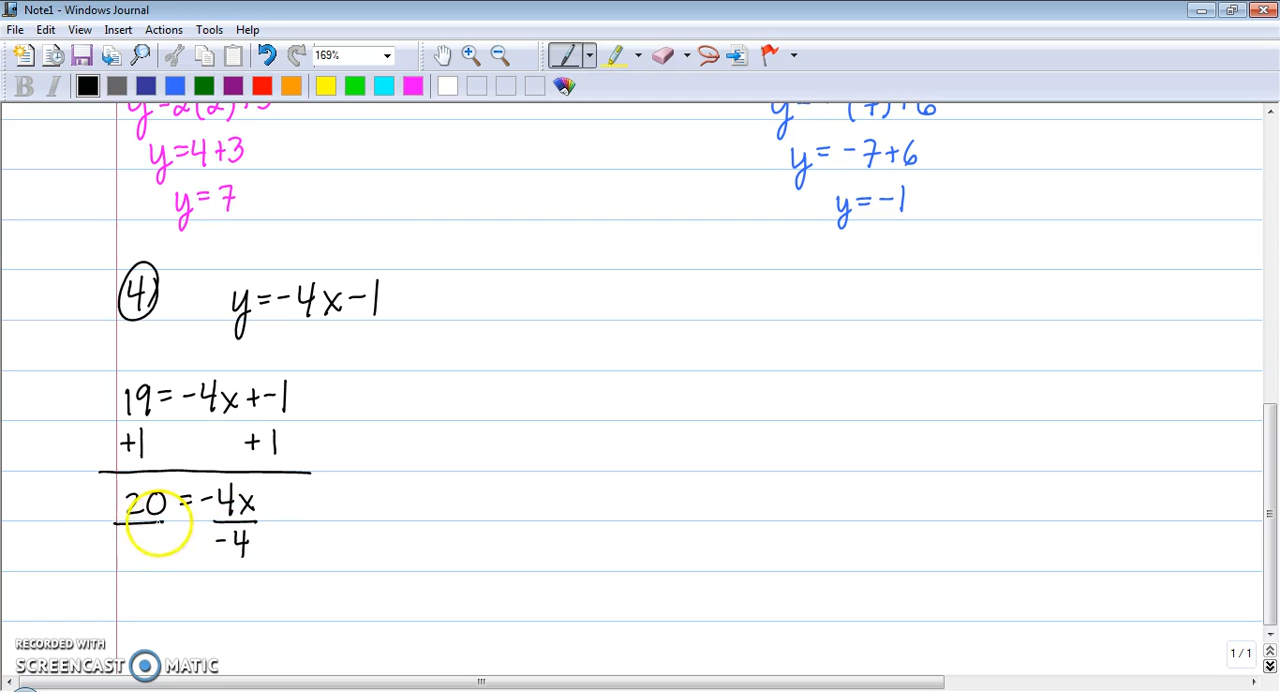 Note1 - Windows Journal
File Edit View Insert Actions Tools Help
169%
B I
y=4+3
y=7
y=-7+6
y=-1
4) y=-4x-1
19=-4x+-1
+1 +1
20=-4x
-4
1/1
RECORDED WITH
SCREENCAST MATIC